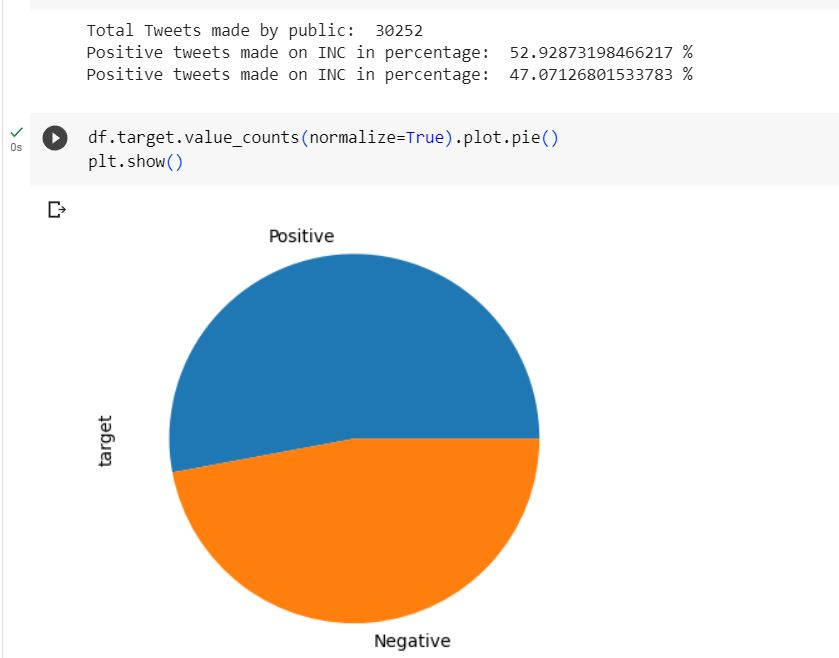 Total Tweets made by public:  30252
Positive tweets made on INC in percentage:  52.92873198466217 %
Positive tweets made on INC in percentage:  47.07126801533783 %
0s
df.target.value_counts(normalize=True).plot.pie()
plt.show()
Positive
target
Negative